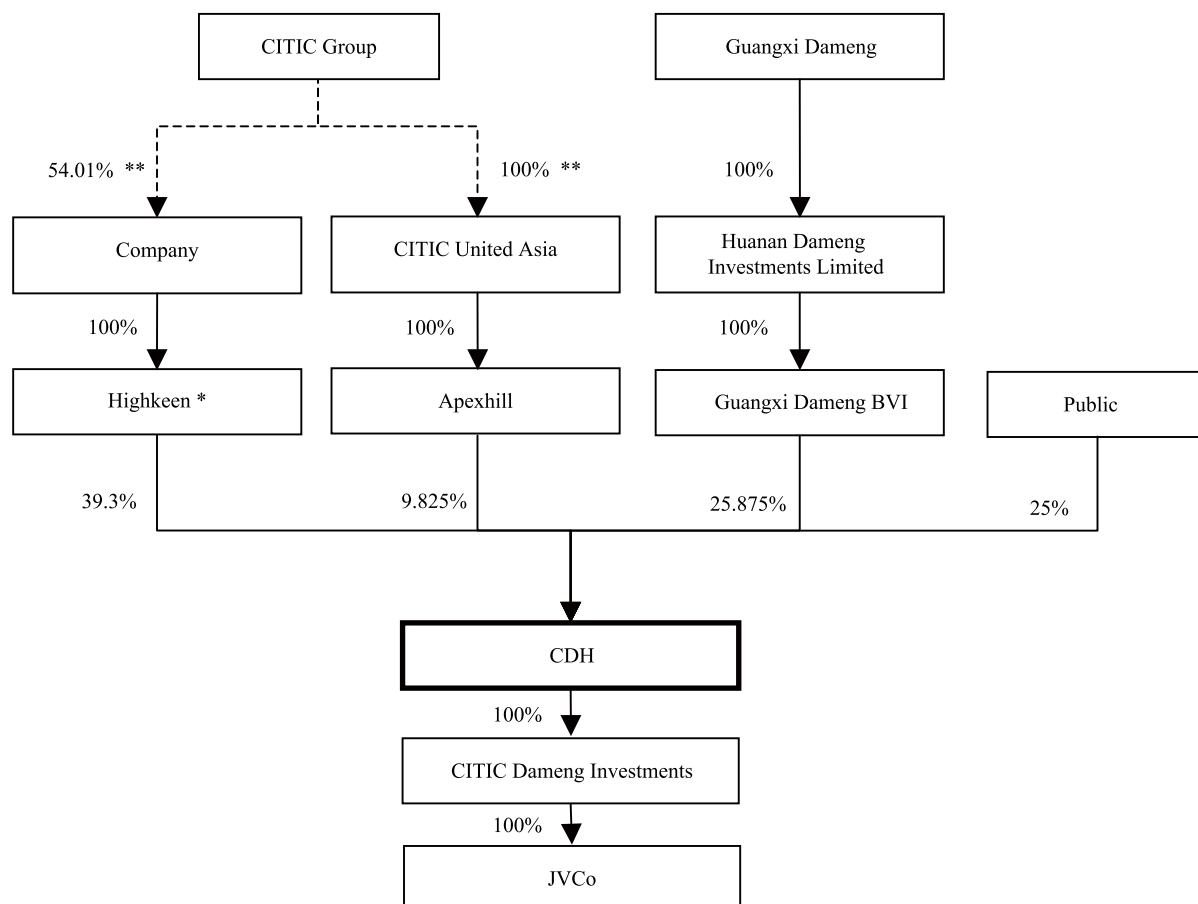 CITIC Group
Guangxi Dameng
54.01% **
100% **
100%
Company
CITIC United Asia
Huanan Dameng
Investments Limited
100%
100%
100%
Highkeen *
Apexhill
Guangxi Dameng BVI
Public
39.3%
9.825%
25.875%
25%
CDH
100%
CITIC Dameng Investments
100%
JVCo